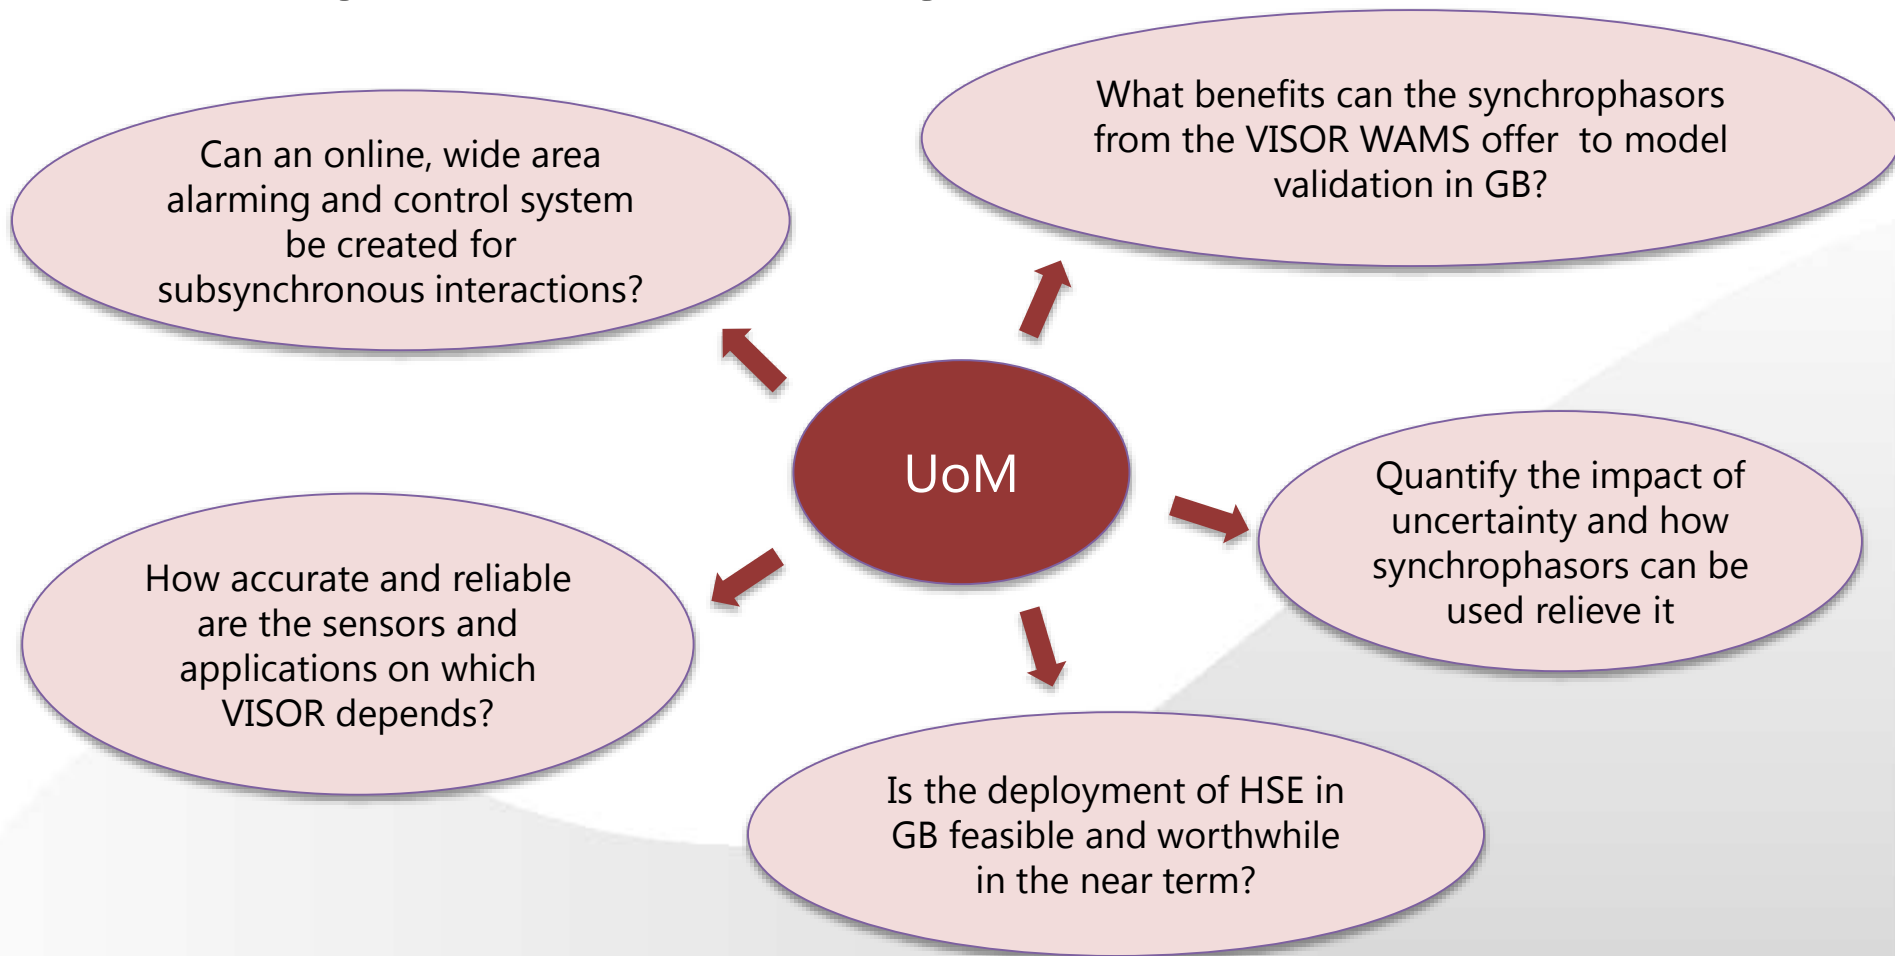 Can an online, wide area
alarming and control system
be created for
subsynchronous interactions?
What benefits can the synchrophasors
from the VISOR WAMS offer  to model
validation in GB?
UoM
Quantify the impact of
uncertainty and how
synchrophasors can be
used relieve it
How accurate and reliable
are the sensors and
applications on which
VISOR depends?
Is the deployment of HSE in
GB feasible and worthwhile
in the near term?